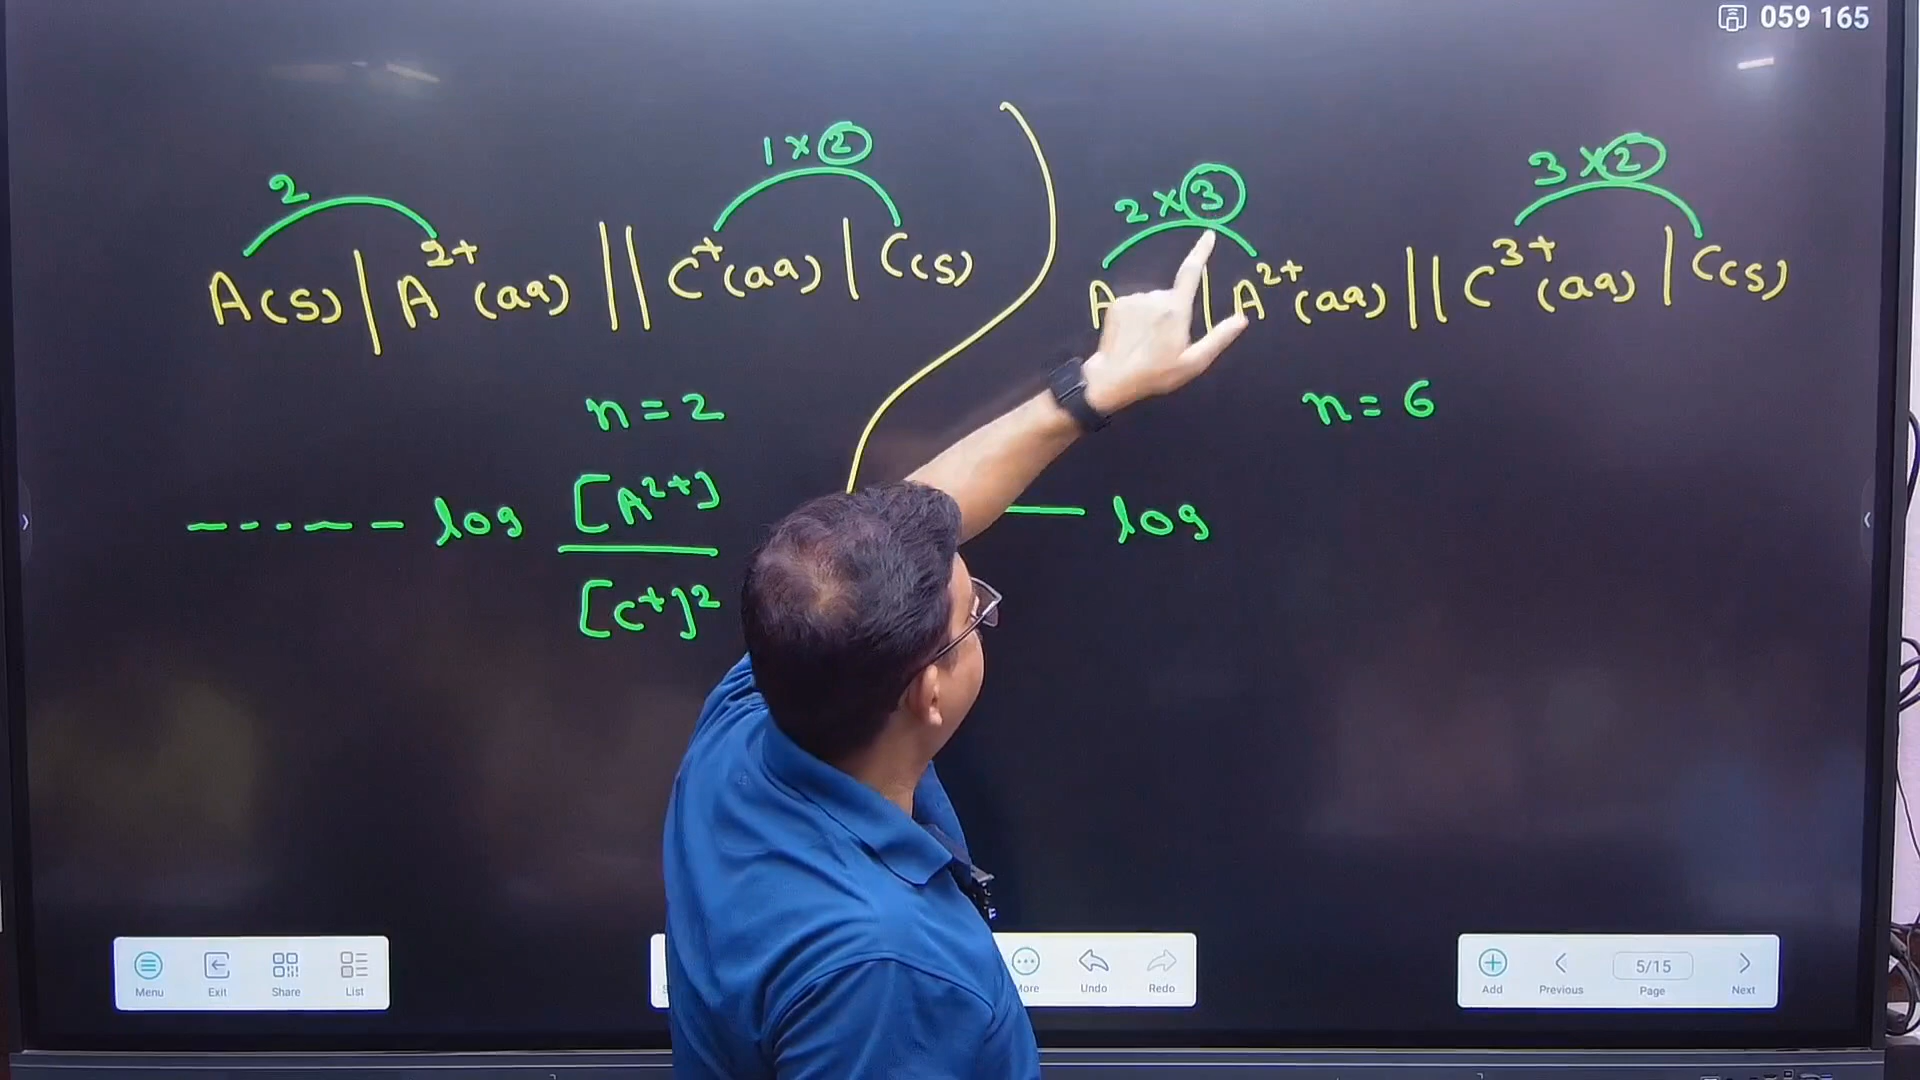 059 165
2
1 × 2
A(s) | A²⁺(aq) || C⁺(aq) | C(s)
n = 2
----- log [A²⁺]
[C⁺]²
2 × 3
3 × 2
A | A²⁺(aq) || C³⁺(aq) | C(s)
n = 6
log
Menu Exit Share List
More Undo Redo
Add Previous 5/15 Page Next